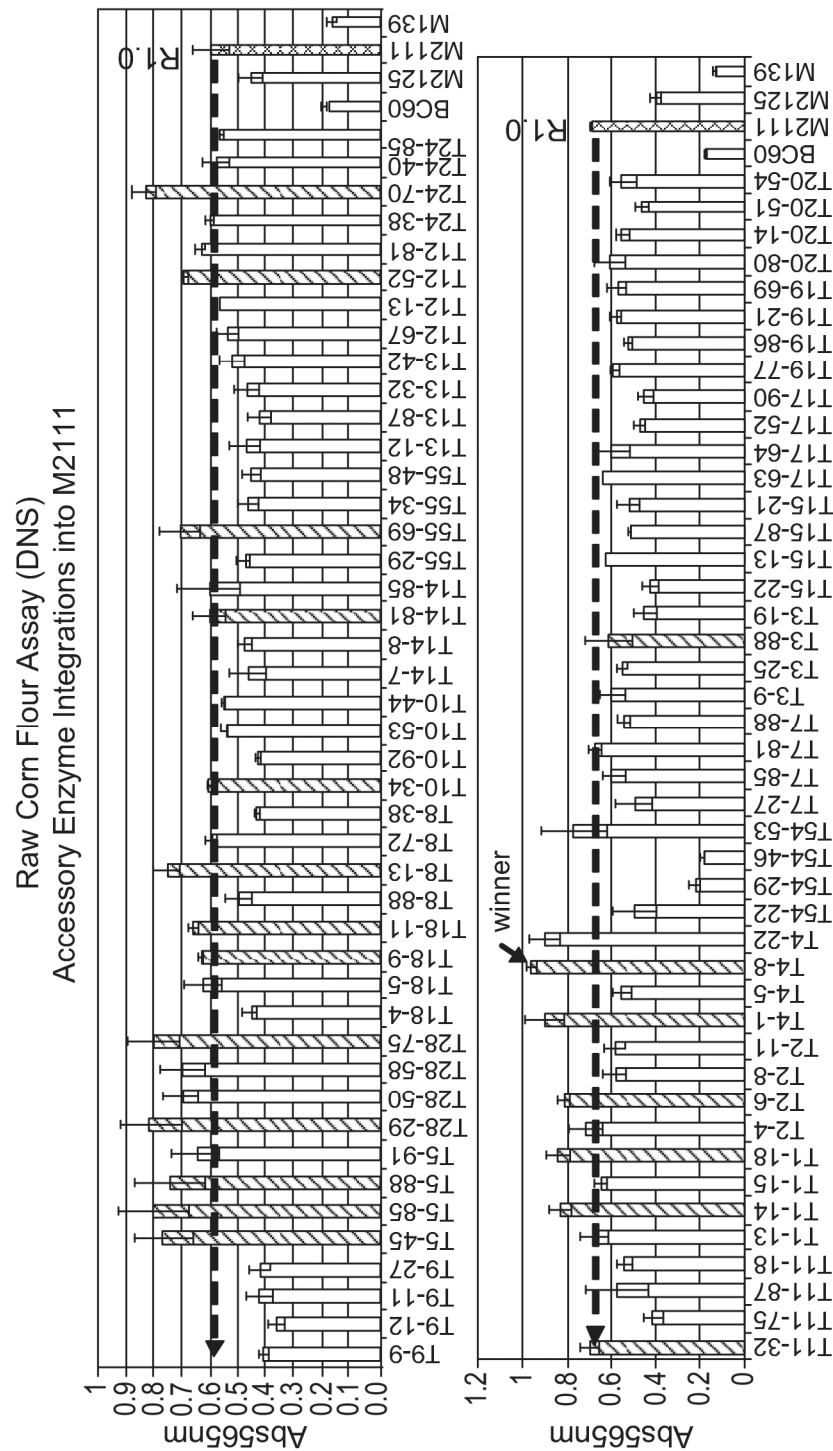 Raw Corn Flour Assay (DNS)
Accessory Enzyme Integrations into M2111
Abs565nm
1
0.9
0.8
0.7
0.6
0.5
0.4
0.3
0.2
0.1
0.0
R1.0
T9-9
T9-12
T9-11
T9-27
T5-45
T5-85
T5-88
T5-91
T28-29
T28-50
T28-58
T28-75
T18-4
T18-5
T18-9
T18-11
T8-88
T8-13
T8-72
T8-38
T10-34
T10-92
T10-53
T10-44
T14-7
T14-8
T14-81
T14-85
T55-29
T55-69
T55-34
T55-48
T13-12
T13-87
T13-32
T13-42
T12-67
T12-13
T12-52
T12-81
T24-38
T24-70
T24-40
T24-85
BC60
M2125
M2111
M139
Abs565nm
1.2
1
0.8
0.6
0.4
0.2
0
winner
R1.0
T11-32
T11-75
T11-87
T11-18
T1-13
T1-14
T1-15
T1-18
T2-4
T2-6
T2-8
T2-11
T4-1
T4-5
T4-8
T4-22
T54-22
T54-29
T54-46
T54-53
T7-27
T7-85
T7-81
T7-88
T3-9
T3-25
T3-88
T3-19
T15-22
T15-13
T15-87
T15-21
T17-63
T17-64
T17-52
T17-90
T19-77
T19-86
T19-21
T19-69
T20-80
T20-14
T20-51
T20-54
BC60
M2111
M2125
M139